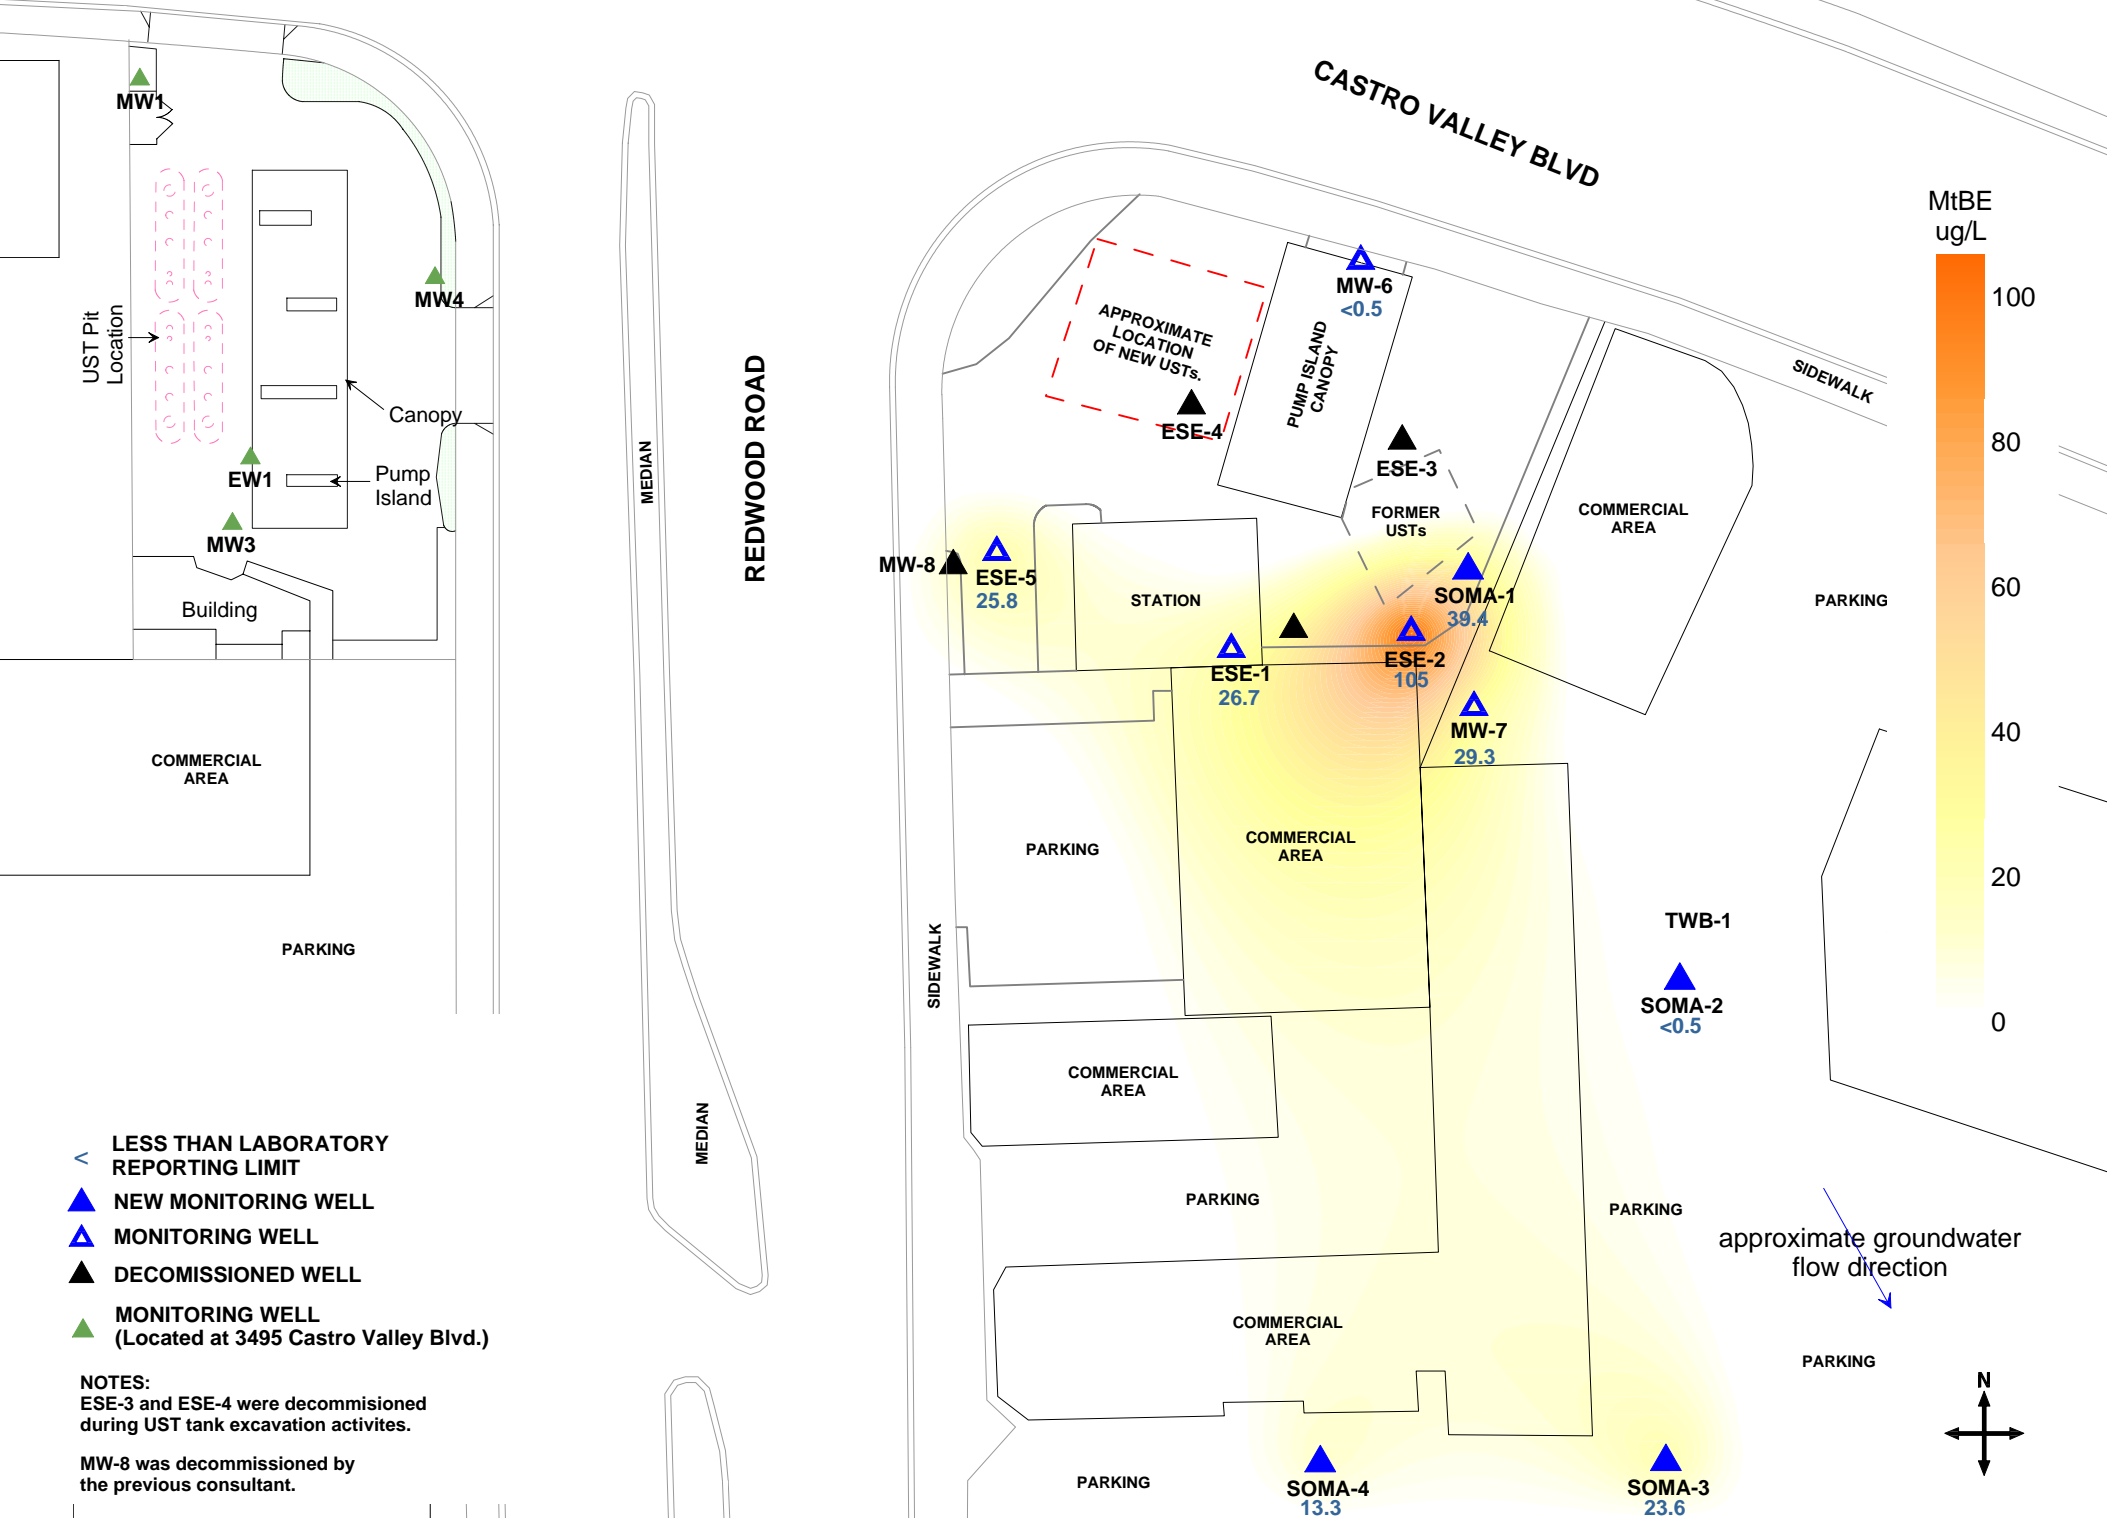 CASTRO VALLEY BLVD
MW1
MW4
UST Pit
Location
Canopy
EW1
Pump
Island
MW3
Building
COMMERCIAL
AREA
PARKING
MEDIAN
REDWOOD ROAD
MEDIAN
SIDEWALK
MW-6
<0.5
APPROXIMATE
LOCATION
OF NEW USTs.
PUMP ISLAND
CANOPY
ESE-4
ESE-3
FORMER
USTs
COMMERCIAL
AREA
SIDEWALK
MW-8
ESE-5
25.8
STATION
SOMA-1
39.4
ESE-1
26.7
ESE-2
105
MW-7
29.3
PARKING
PARKING
COMMERCIAL
AREA
TWB-1
SOMA-2
<0.5
COMMERCIAL
AREA
PARKING
PARKING
COMMERCIAL
AREA
PARKING
PARKING
SOMA-4
13.3
SOMA-3
23.6
approximate groundwater
flow direction
N
MtBE
ug/L
100
80
60
40
20
0
< LESS THAN LABORATORY
REPORTING LIMIT
NEW MONITORING WELL
MONITORING WELL
DECOMISSIONED WELL
MONITORING WELL
(Located at 3495 Castro Valley Blvd.)
NOTES:
ESE-3 and ESE-4 were decommisioned
during UST tank excavation activites.
MW-8 was decommissioned by
the previous consultant.